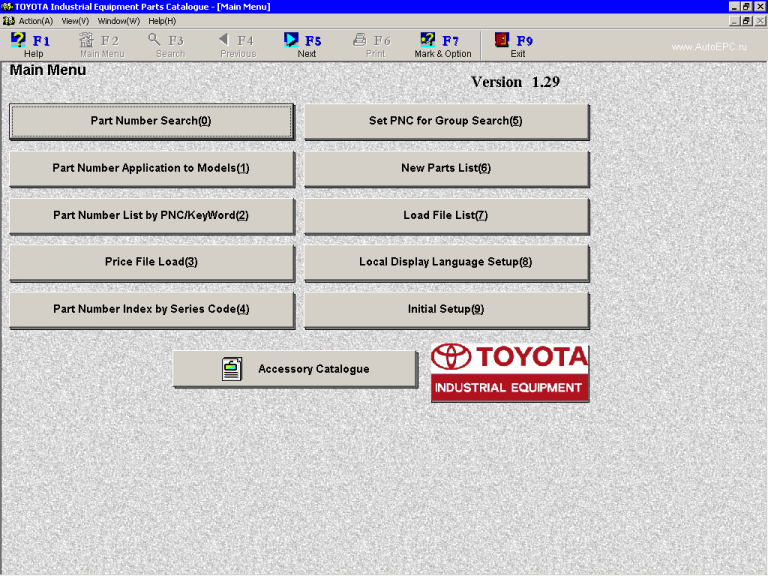 TOYOTA Industrial Equipment Parts Catalogue - [Main Menu]
Action(A) View(V) Window(W) Help(H)
F1 F2 F3 F4 F5 F6 F7 F9
Help Main Menu Search Previous Next Print Mark & Option Exit
www.AutoEPC.ru
Main Menu
Version 1.29
Part Number Search(0)
Set PNC for Group Search(5)
Part Number Application to Models(1)
New Parts List(6)
Part Number List by PNC/KeyWord(2)
Load File List(7)
Price File Load(3)
Local Display Language Setup(8)
Part Number Index by Series Code(4)
Initial Setup(9)
Accessory Catalogue
TOYOTA
INDUSTRIAL EQUIPMENT